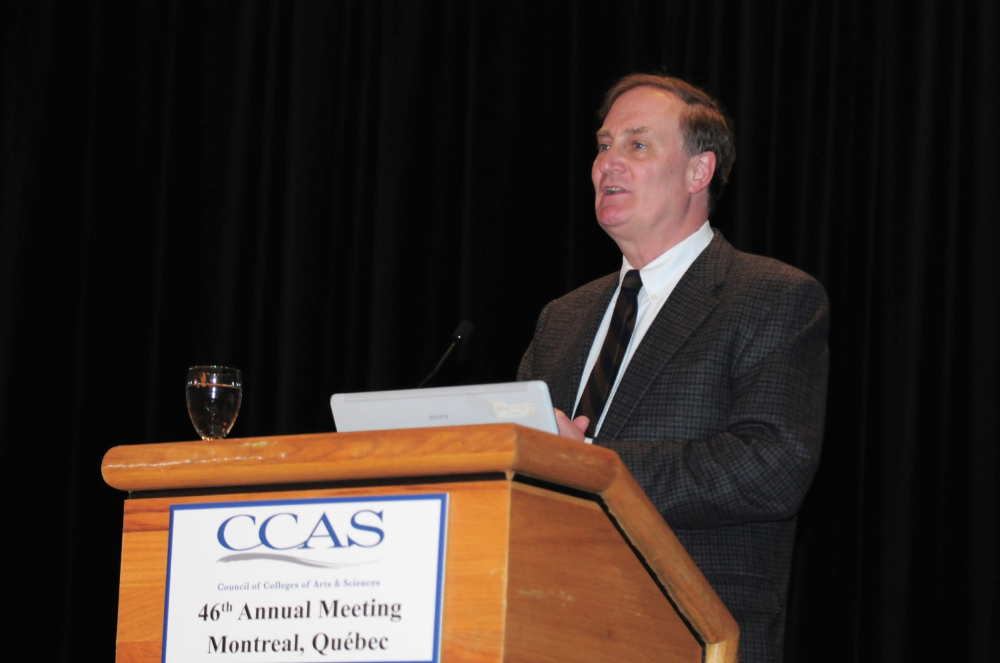 SONY
CCAS
Council of Colleges of Arts & Sciences
46th Annual Meeting
Montreal, Québec